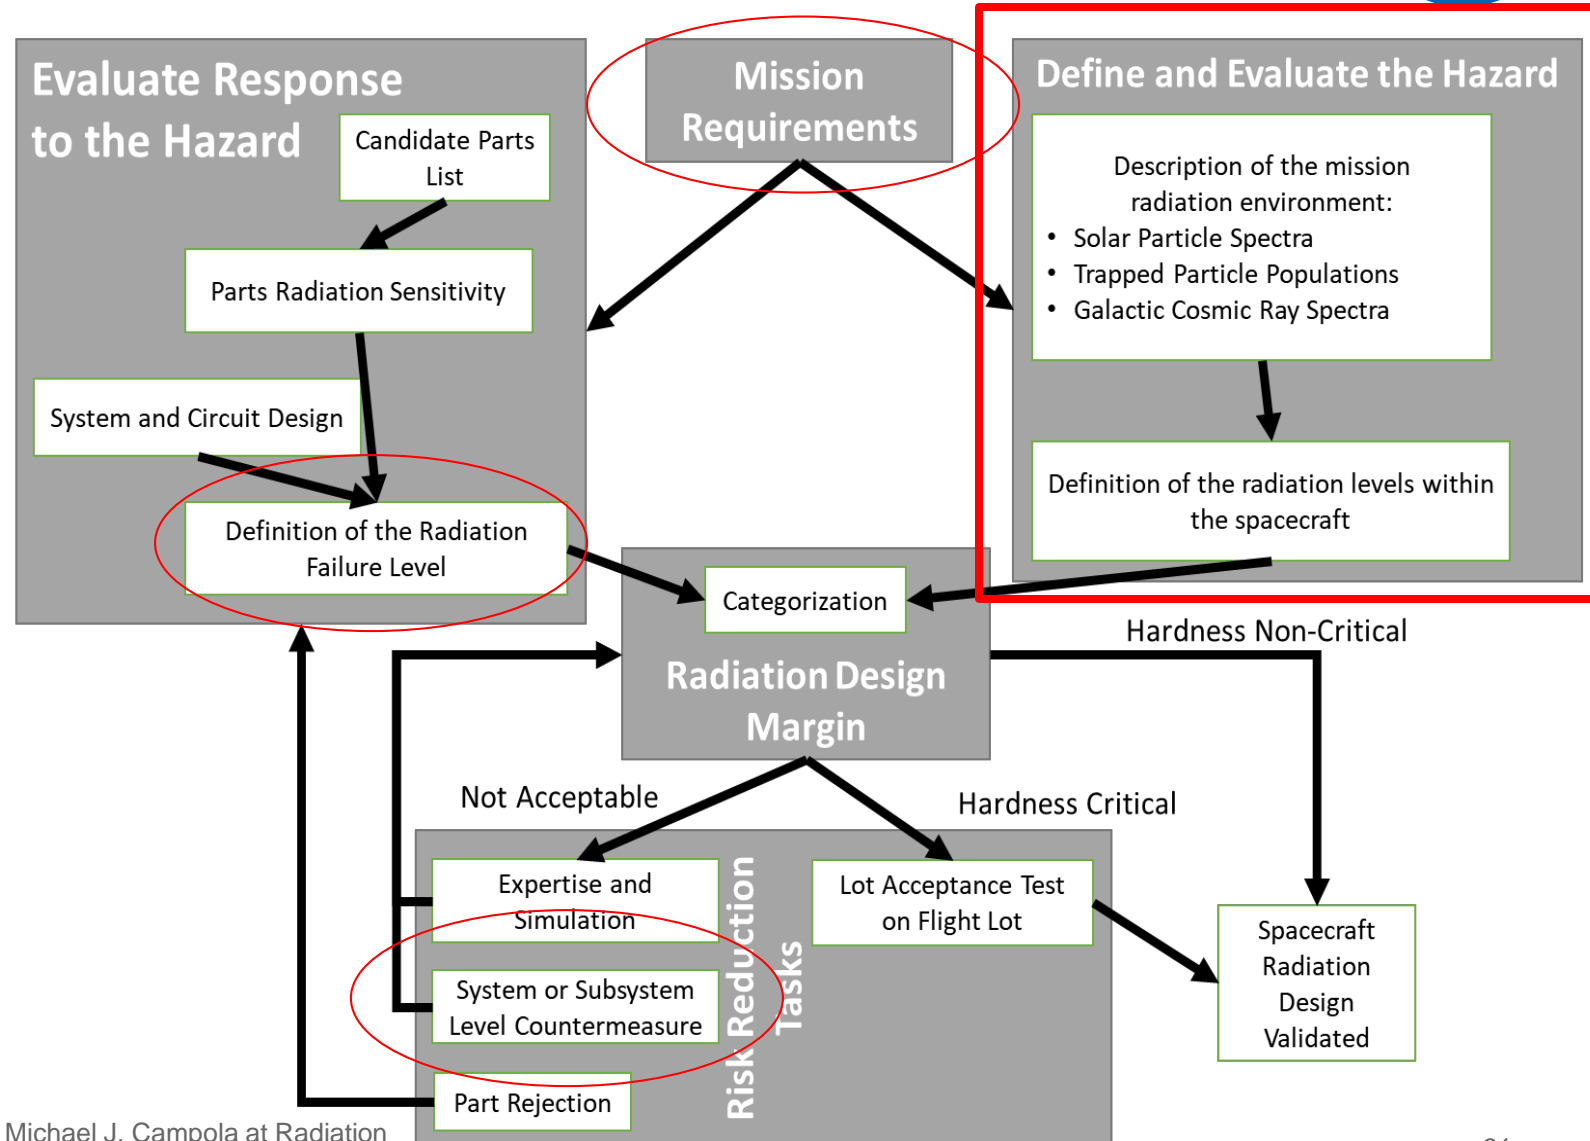 Evaluate Response
to the Hazard
Candidate Parts
List
Parts Radiation Sensitivity
System and Circuit Design
Definition of the Radiation
Failure Level
Mission
Requirements
Define and Evaluate the Hazard
Description of the mission
radiation environment:
• Solar Particle Spectra
• Trapped Particle Populations
• Galactic Cosmic Ray Spectra
Definition of the radiation levels within
the spacecraft
Categorization
Radiation Design
Margin
Hardness Non-Critical
Not Acceptable
Hardness Critical
Expertise and
Simulation
System or Subsystem
Level Countermeasure
Part Rejection
Risk Reduction
Tasks
Lot Acceptance Test
on Flight Lot
Spacecraft
Radiation
Design
Validated
Michael J. Campola at Radiation